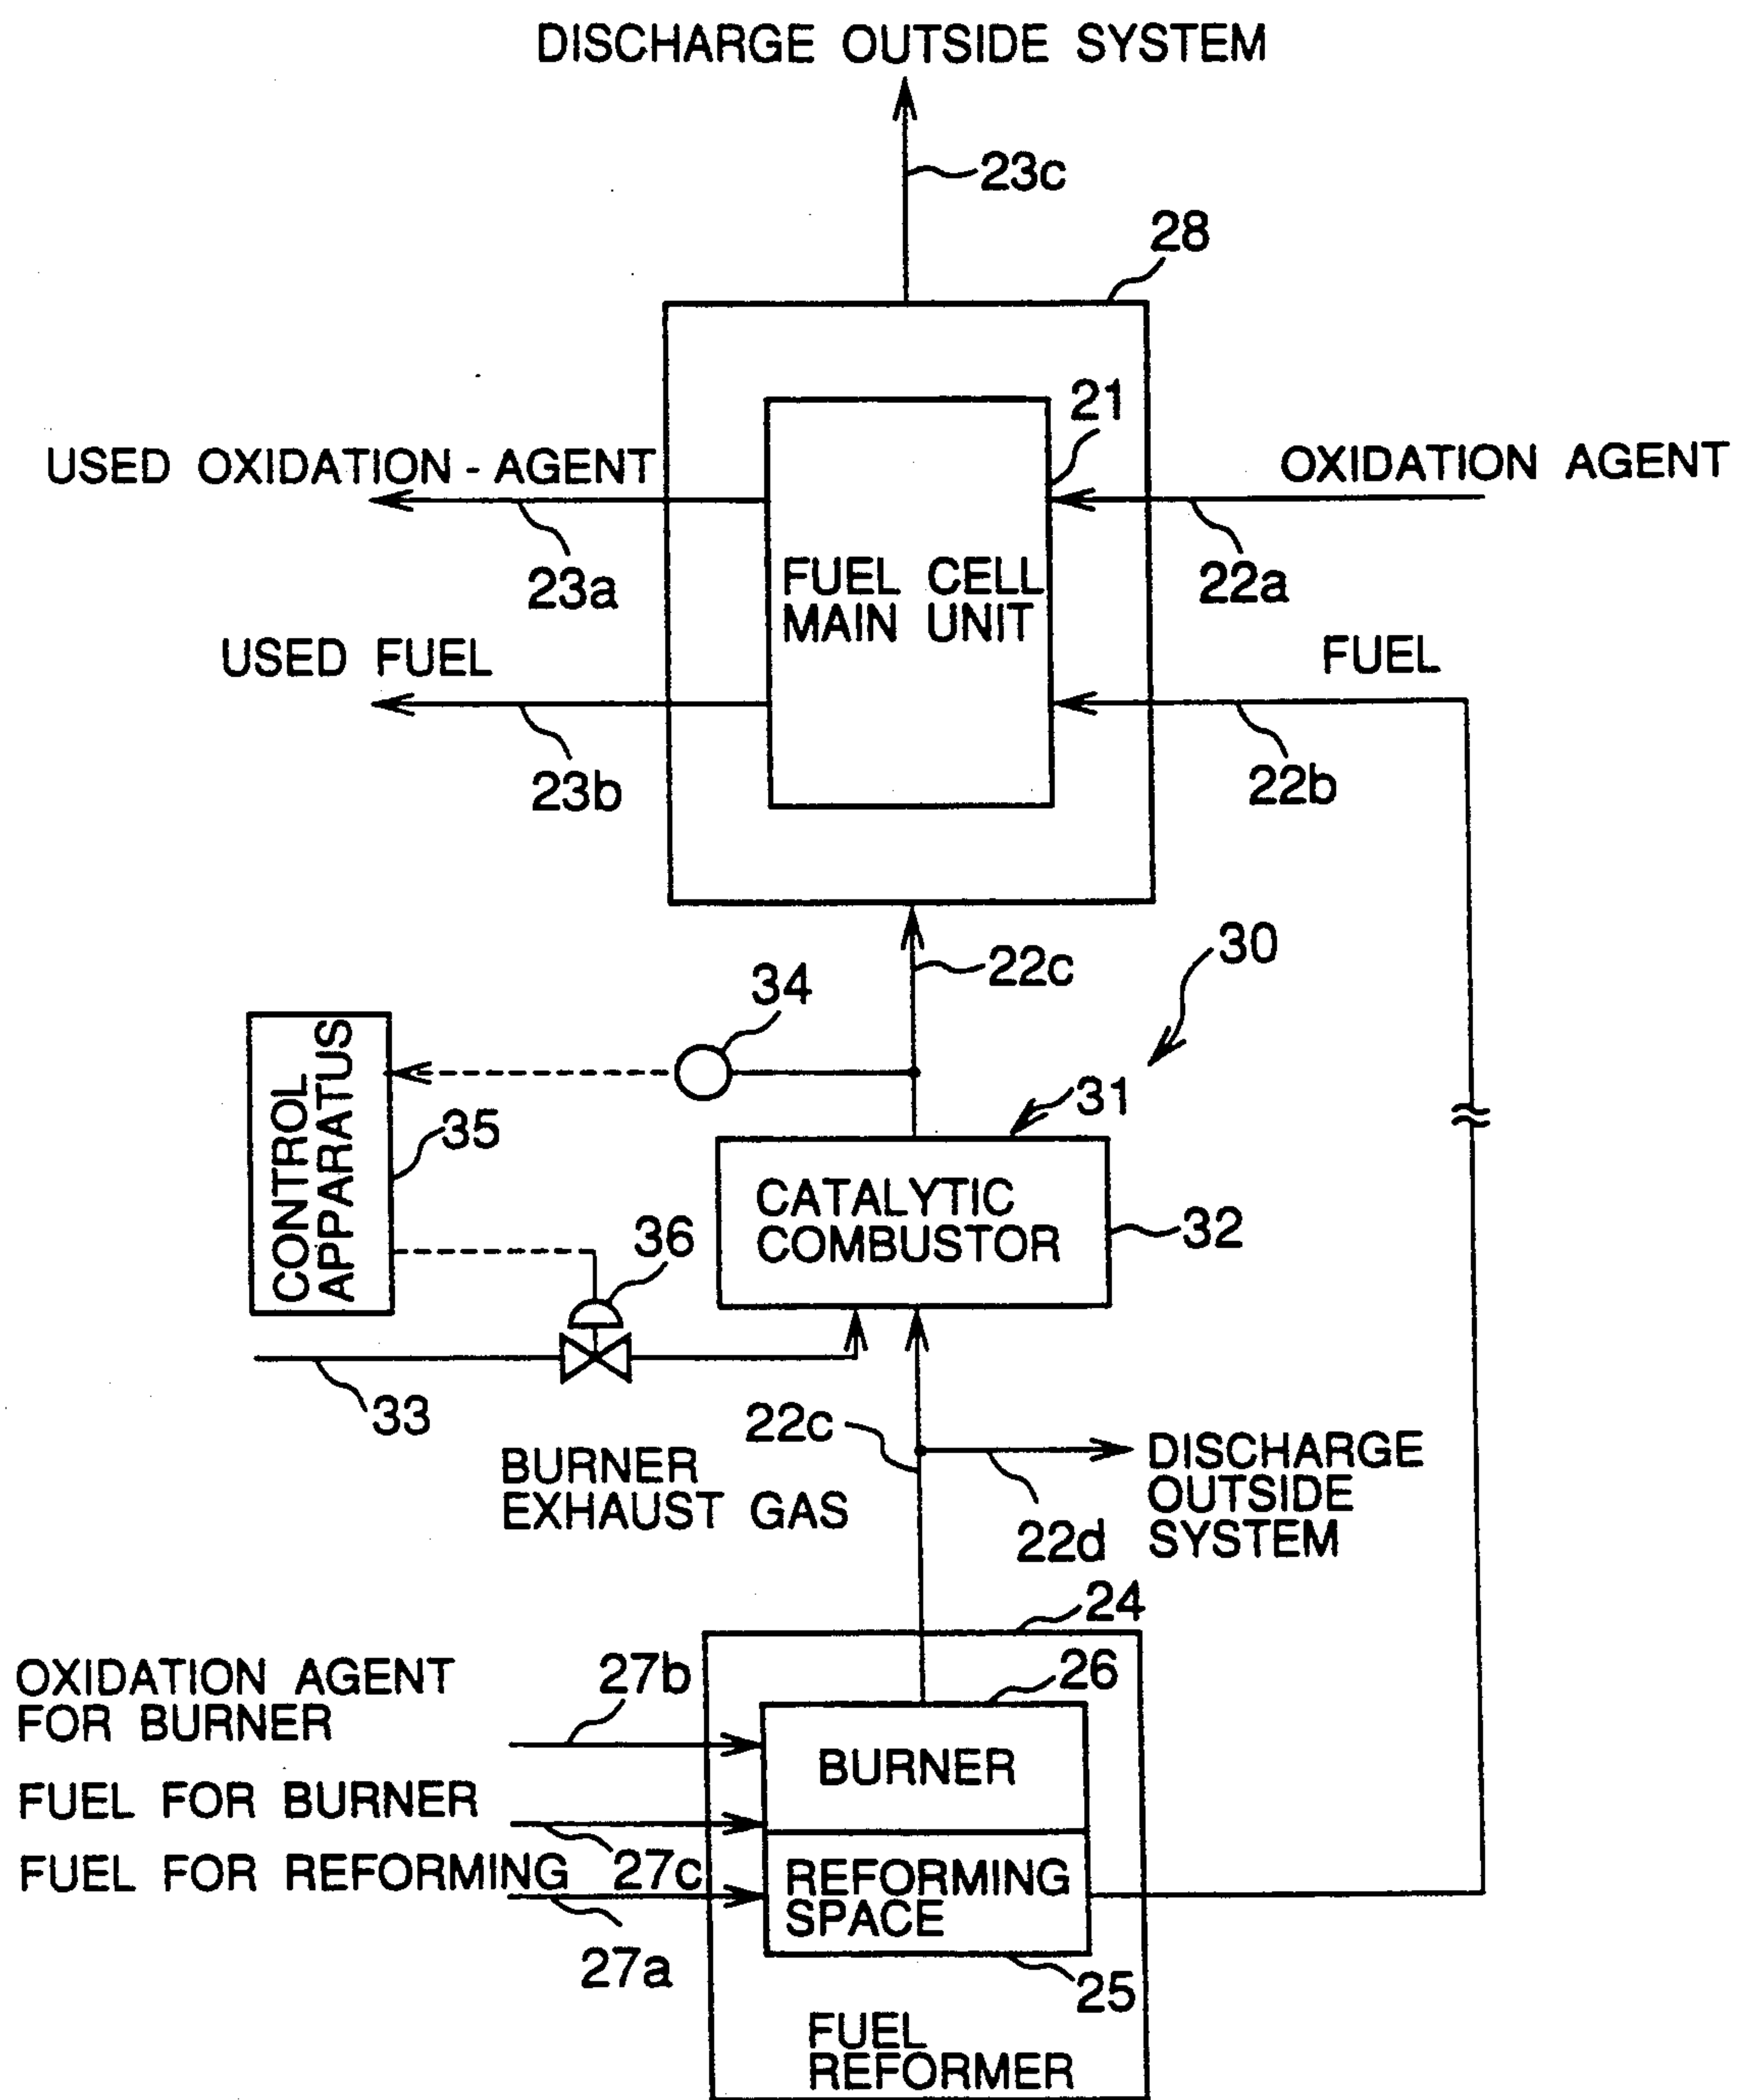 DISCHARGE OUTSIDE SYSTEM
23c
28
21
USED OXIDATION - AGENT
OXIDATION AGENT
23a
FUEL CELL
MAIN UNIT
22a
USED FUEL
FUEL
23b
22b
30
22c
34
31
CONTROL
APPARATUS
35
CATALYTIC
COMBUSTOR
32
36
33
22c
BURNER
EXHAUST GAS
DISCHARGE
OUTSIDE
SYSTEM
22d
24
OXIDATION AGENT
FOR BURNER
27b
26
BURNER
FUEL FOR BURNER
27c
FUEL FOR REFORMING
REFORMING
SPACE
27a
25
FUEL
REFORMER